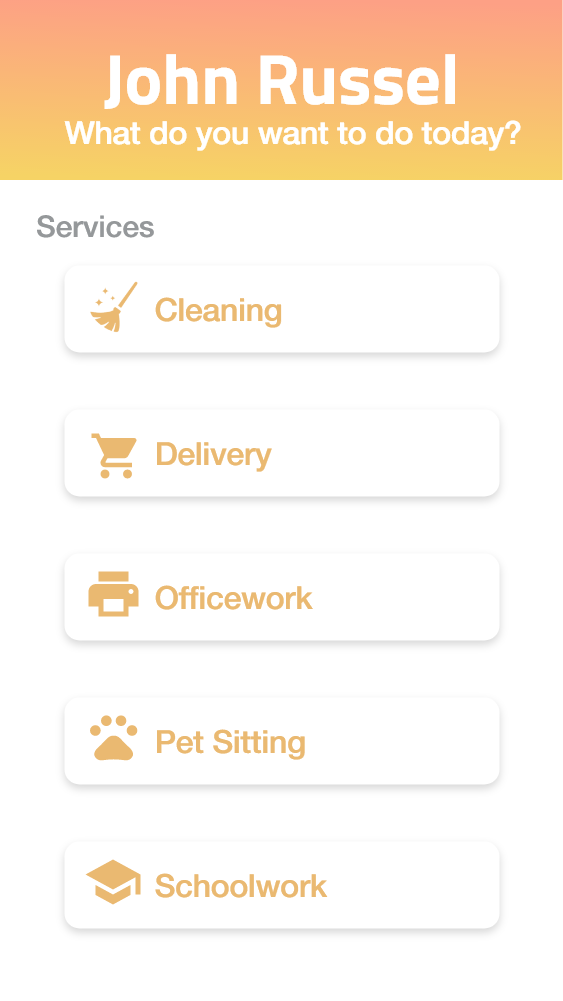 John Russel
What do you want to do today?
Services
Cleaning
Delivery
Officework
Pet Sitting
Schoolwork